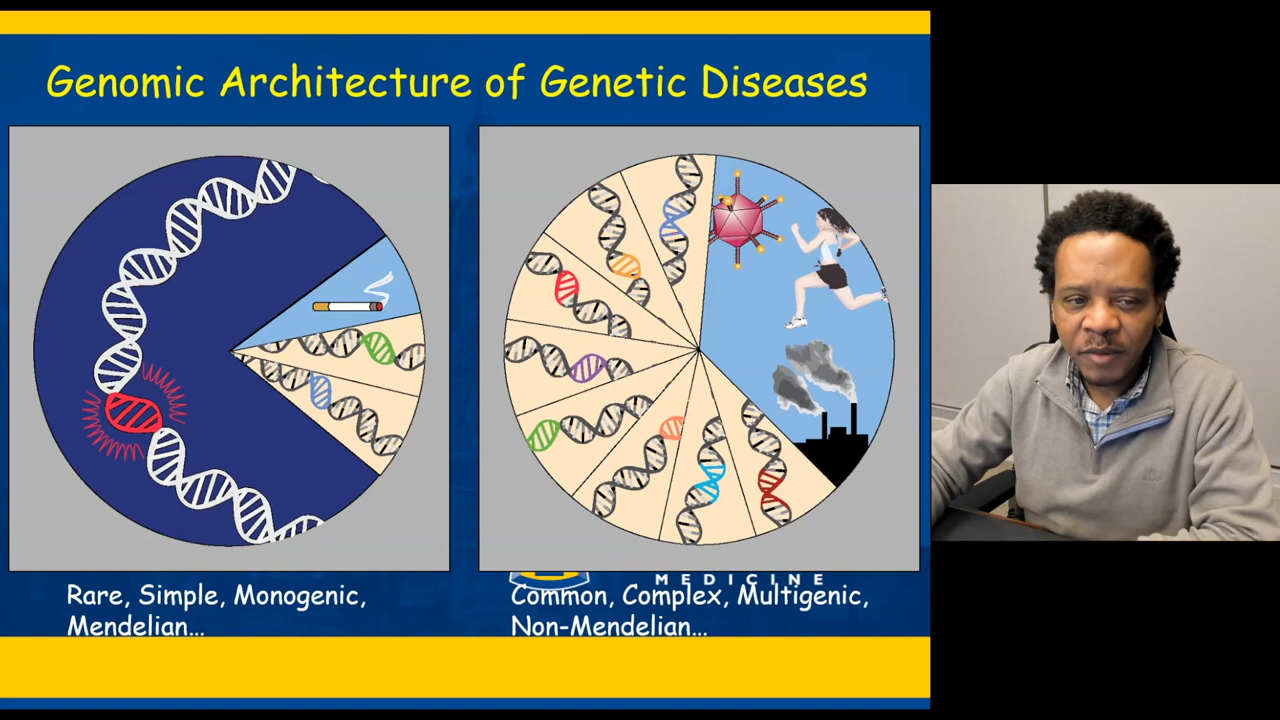 Genomic Architecture of Genetic Diseases
MEDICINE
Rare, Simple, Monogenic,
Mendelian...
Common, Complex, Multigenic,
Non-Mendelian...